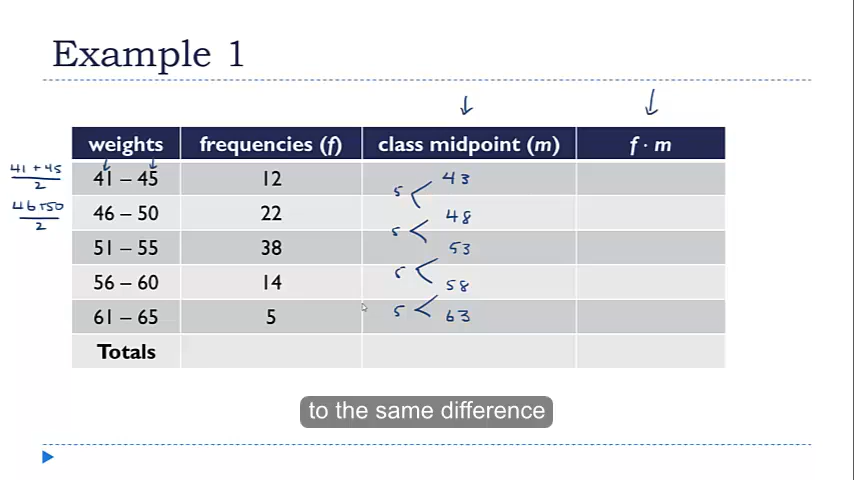 Example 1
weights frequencies (f) class midpoint (m) f · m
41 + 45
2
41 – 45 12 5 43
46+50
2
46 – 50 22 5 48
51 – 55 38 53
56 – 60 14 5 58
61 – 65 5 5 63
Totals
to the same difference